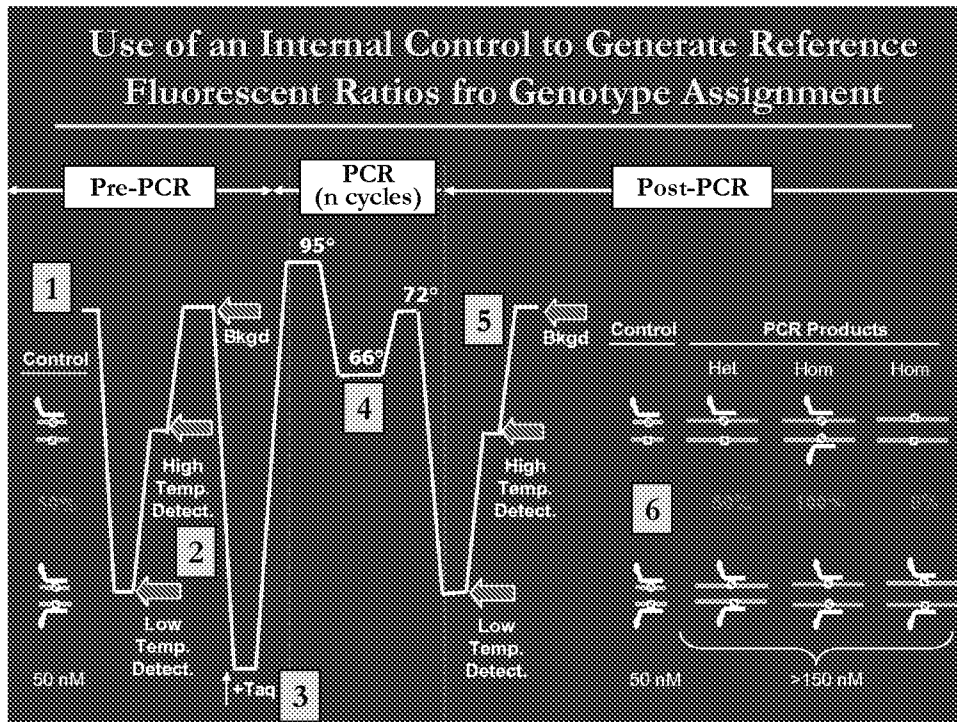 Use of an Internal Control to Generate Reference
Fluorescent Ratios fro Genotype Assignment
Pre-PCR
PCR
(n cycles)
Post-PCR
95°
1
72°
5
Bkgd
Bkgd
Control
PCR Products
Control
66°
Het.
Hom
Hom
4
High
Temp.
Detect.
High
Temp.
Detect.
2
6
Low
Temp.
Detect.
Low
Temp.
Detect.
50 nM
+Taq
3
50 nM
>150 nM